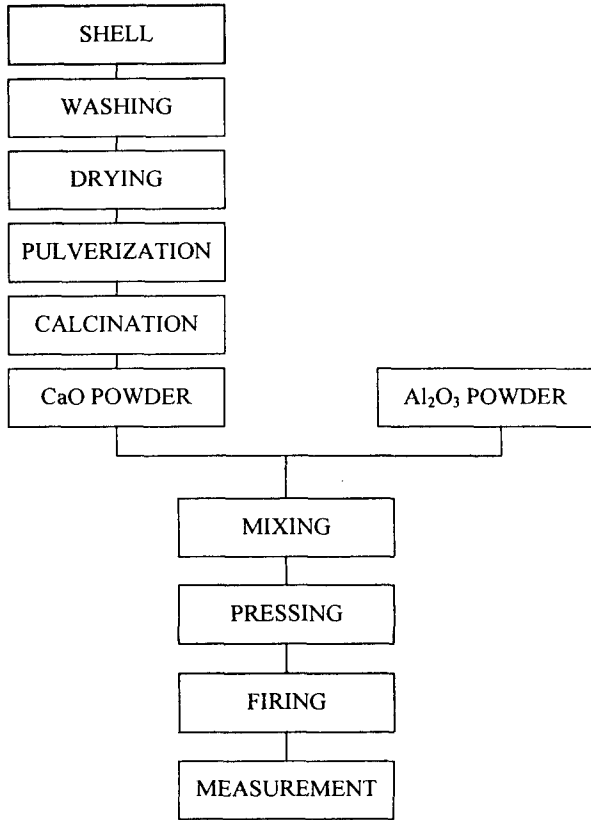 SHELL
WASHING
DRYING
PULVERIZATION
CALCINATION
CaO POWDER
Al₂O₃ POWDER
MIXING
PRESSING
FIRING
MEASUREMENT